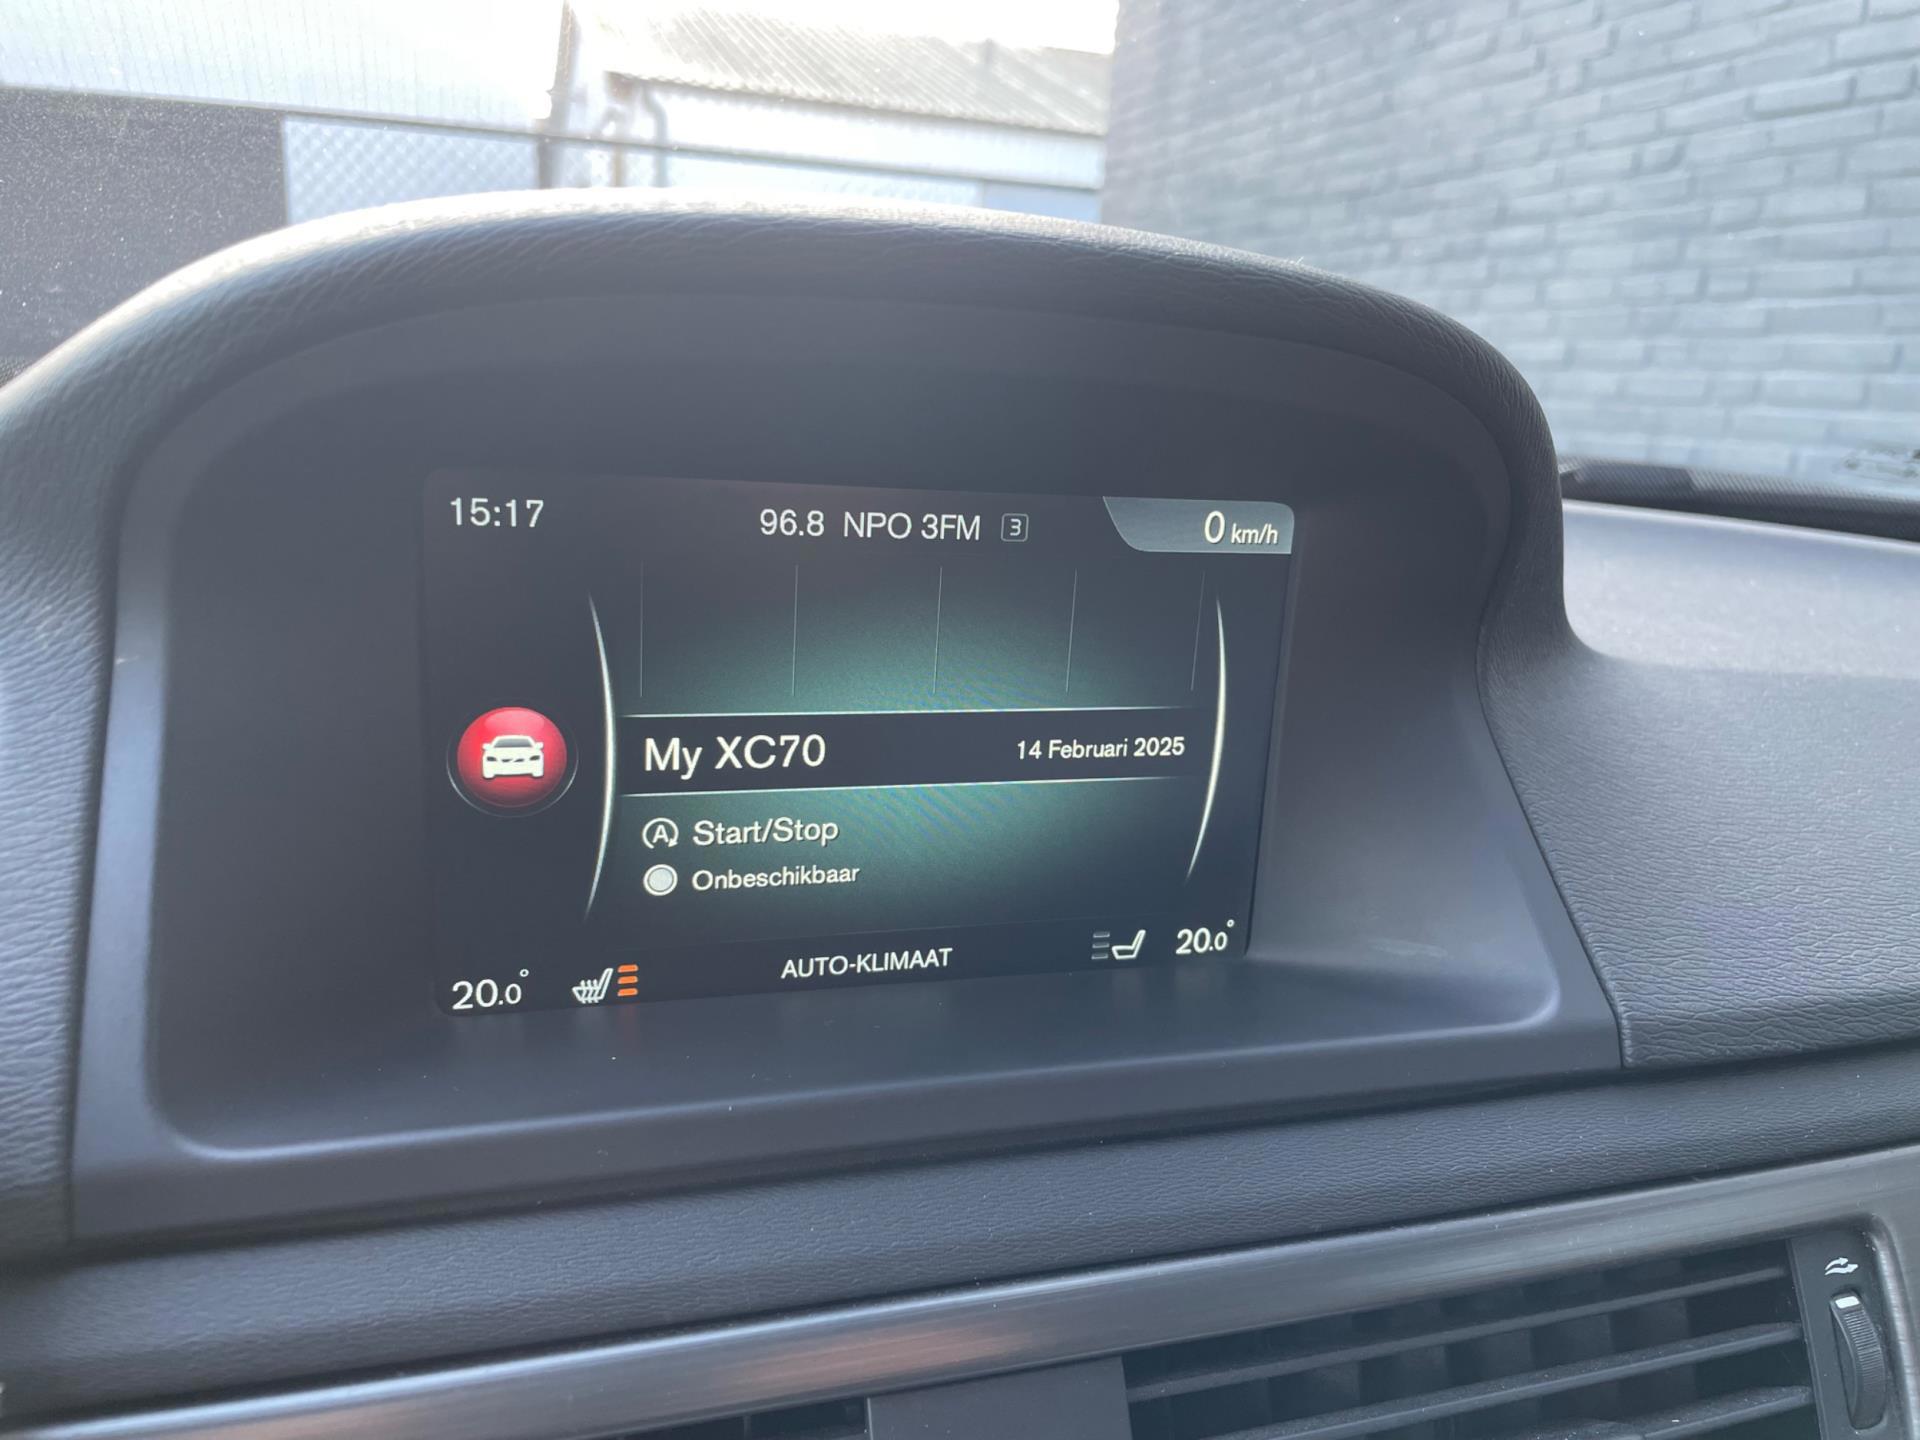 15:17
96.8 NPO 3FM 3
0 km/h
My XC70
14 Februari 2025
A Start/Stop
Onbeschikbaar
20.0°
AUTO-KLIMAAT
20.0°